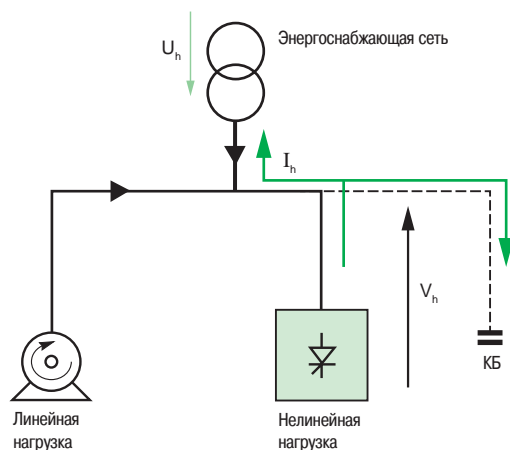 Энергоснабжающая сеть
Uh
Ih
Vh
КБ
Линейная
нагрузка
Нелинейная
нагрузка